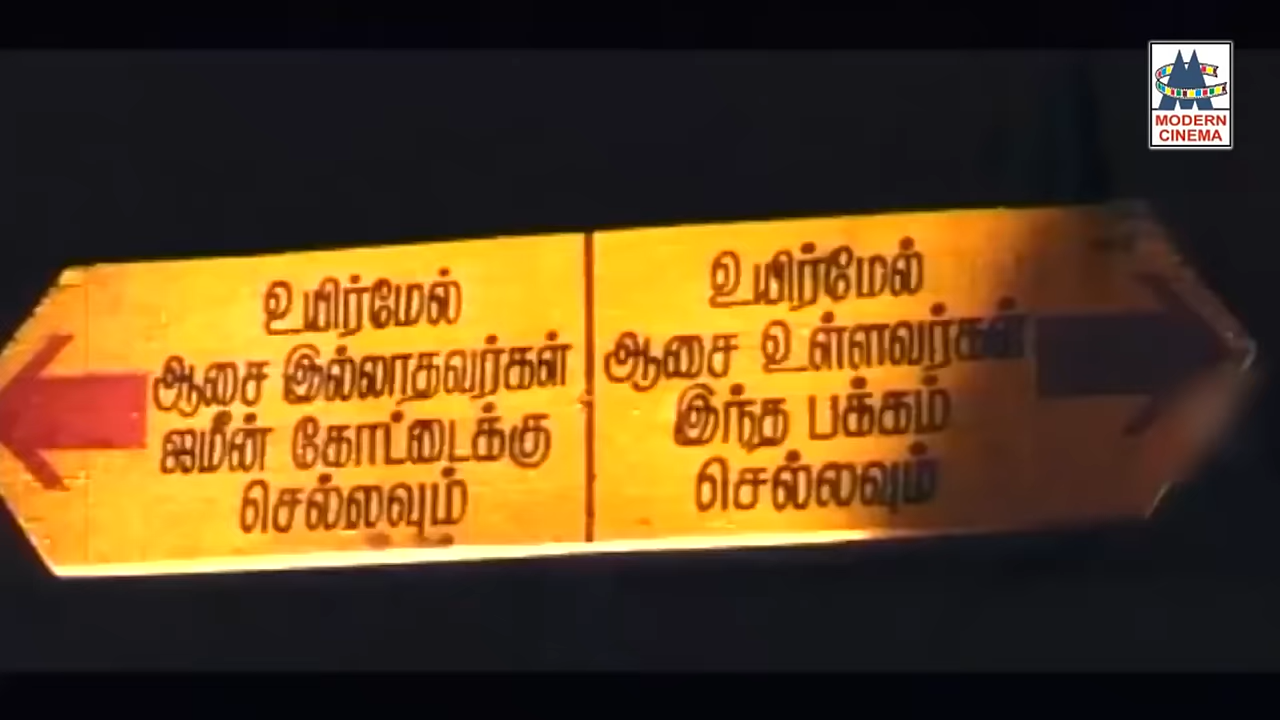 உயிர்மேல்
ஆசை இல்லாதவர்கள்
ஜமீன் கோட்டைக்கு
செல்லவும்
உயிர்மேல்
ஆசை உள்ளவர்கள்
இந்த பக்கம்
செல்லவும்
MODERN
CINEMA